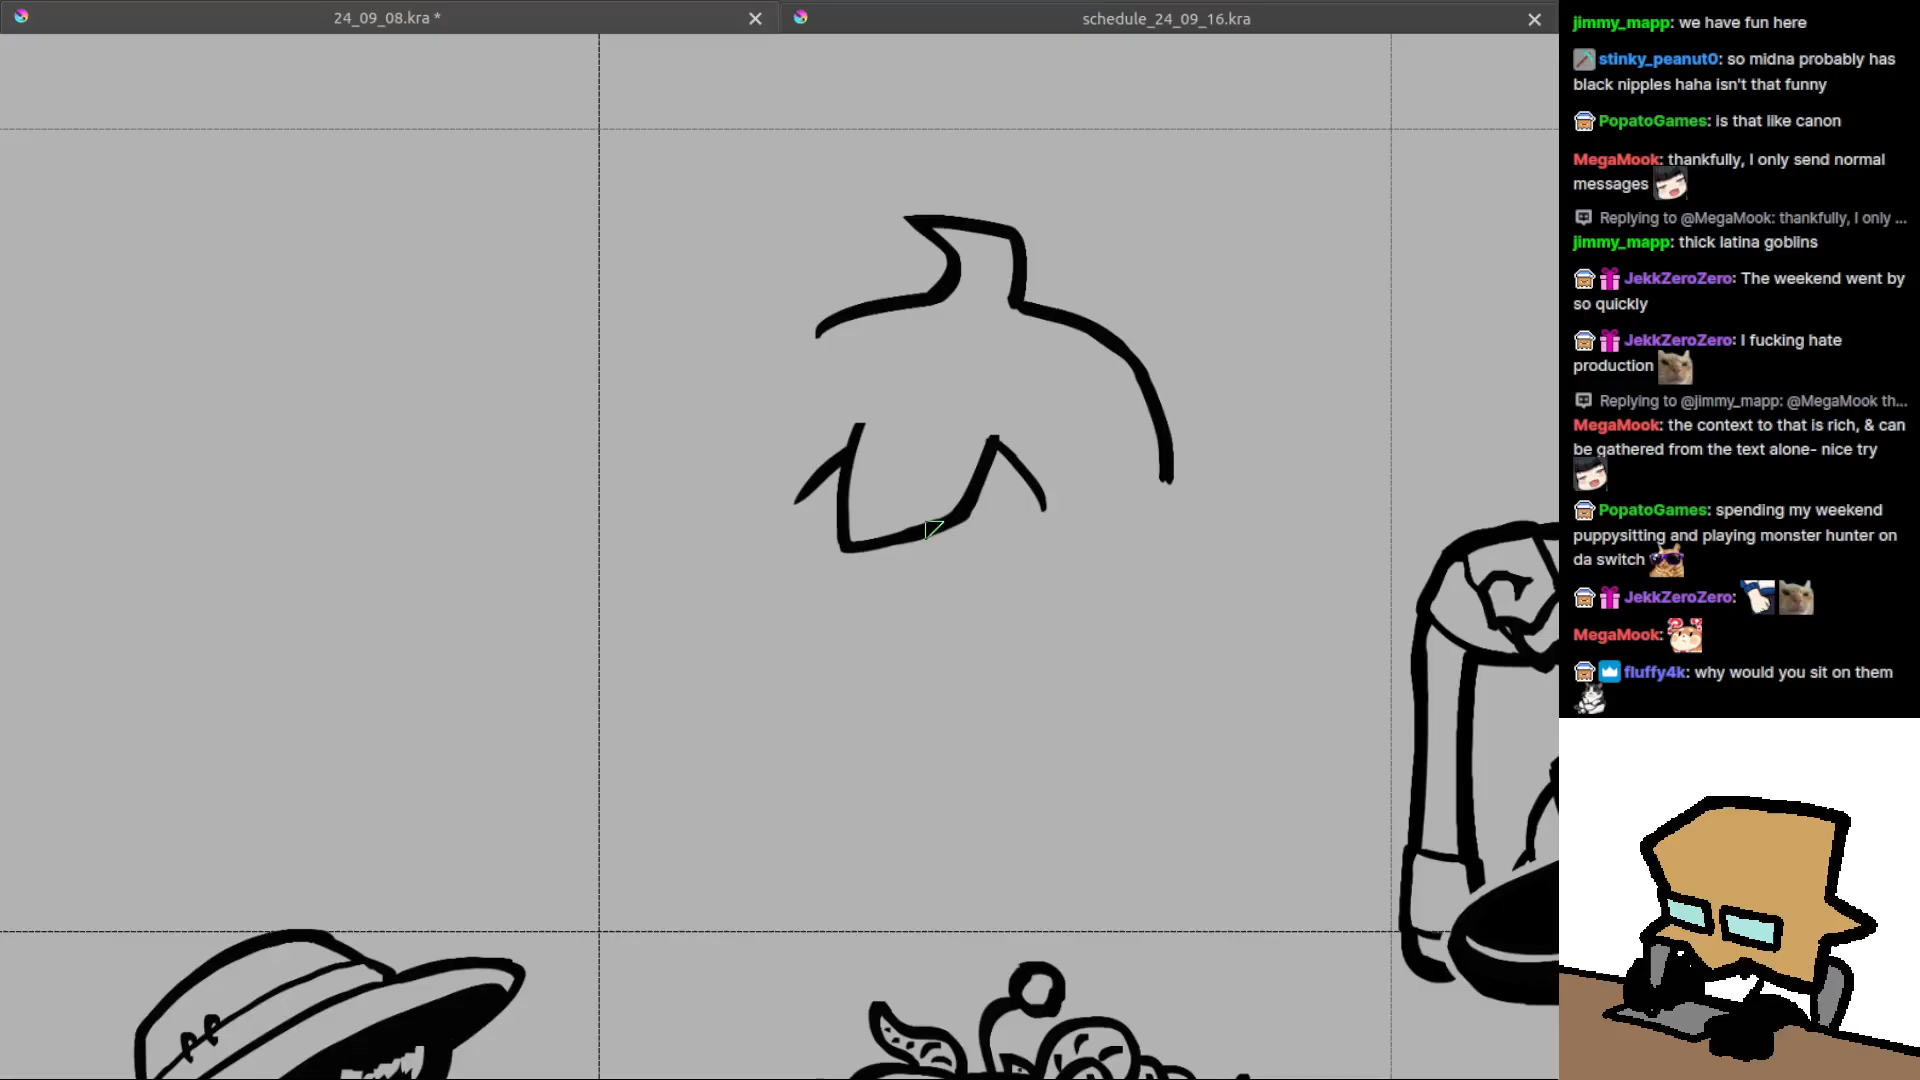 24_09_08.kra *
schedule_24_09_16.kra
jimmy_mapp: we have fun here
stinky_peanut0: so midna probably has
black nipples haha isn't that funny
PopatoGames: is that like canon
MegaMook: thankfully, I only send normal
messages
Replying to @MegaMook: thankfully, I only ...
jimmy_mapp: thick latina goblins
JekkZeroZero: The weekend went by
so quickly
JekkZeroZero: I fucking hate
production
Replying to @jimmy_mapp: @MegaMook th...
MegaMook: the context to that is rich, & can
be gathered from the text alone- nice try
PopatoGames: spending my weekend
puppysitting and playing monster hunter on
da switch
JekkZeroZero:
MegaMook:
fluffy4k: why would you sit on them